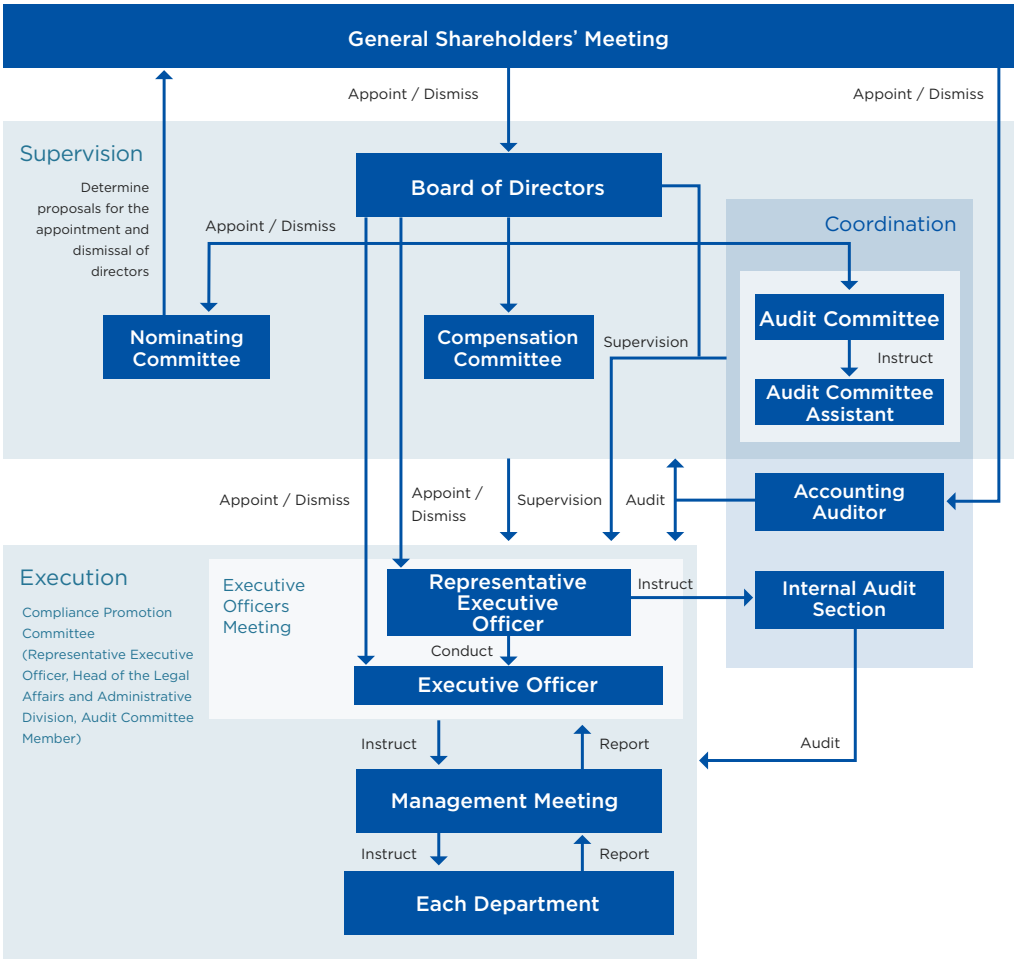 General Shareholders’ Meeting
Appoint / Dismiss
Appoint / Dismiss
Supervision
Determine
proposals for the
appointment and
dismissal of
directors
Board of Directors
Appoint / Dismiss
Coordination
Nominating
Committee
Compensation
Committee
Supervision
Audit Committee
Instruct
Audit Committee
Assistant
Appoint / Dismiss
Appoint /
Dismiss
Supervision
Audit
Accounting
Auditor
Execution
Compliance Promotion
Committee
(Representative Executive
Officer, Head of the Legal
Affairs and Administrative
Division, Audit Committee
Member)
Executive
Officers
Meeting
Representative
Executive
Officer
Instruct
Internal Audit
Section
Conduct
Executive Officer
Instruct
Report
Audit
Management Meeting
Instruct
Report
Each Department